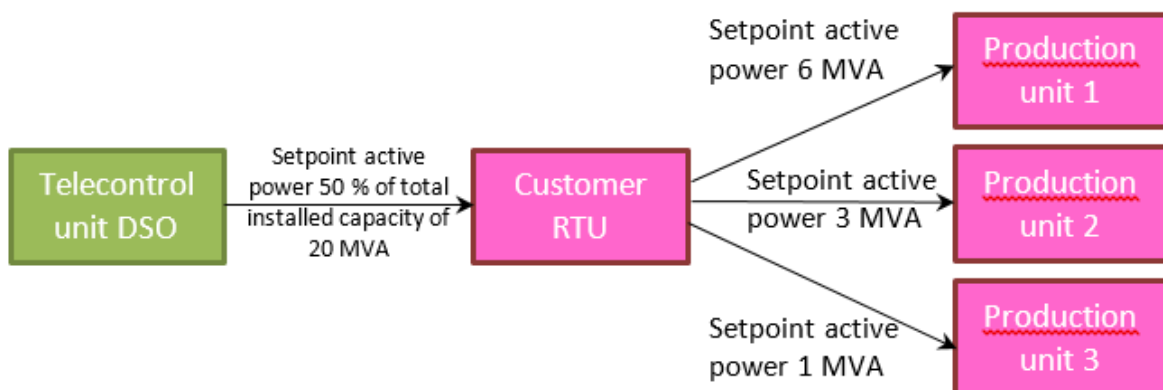 Setpoint active
power 6 MVA
Production
unit 1
Telecontrol
unit DSO
Setpoint active
power 50 % of total
installed capacity of
20 MVA
Customer
RTU
Setpoint active
power 3 MVA
Production
unit 2
Setpoint active
power 1 MVA
Production
unit 3